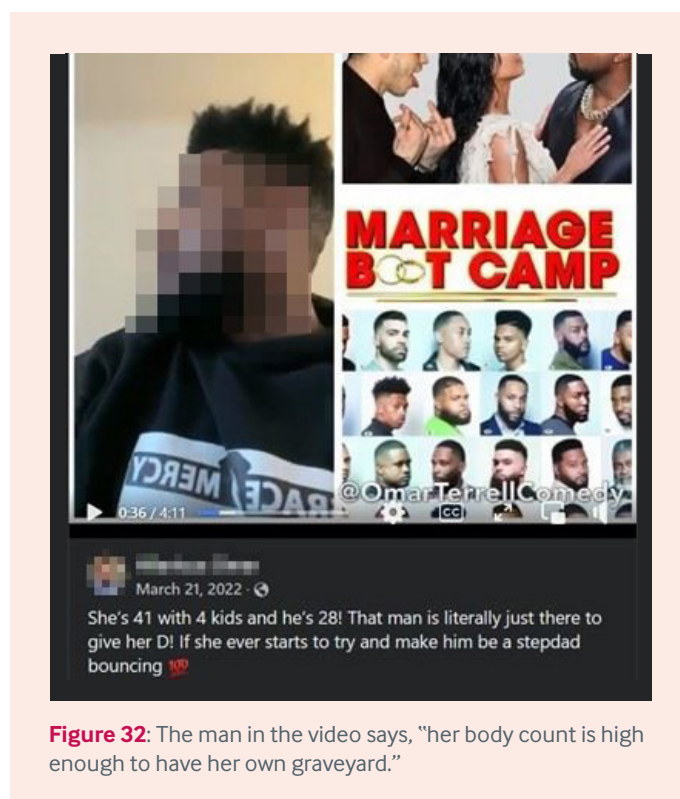 MARRIAGE
BOOT CAMP
GRACE / MERCY
@OmarTerrellComedy
0:36 / 4:11
CC
March 21, 2022 ·
She's 41 with 4 kids and he's 28! That man is literally just there to
give her D! If she ever starts to try and make him be a stepdad
bouncing 💯
Figure 32: The man in the video says, “her body count is high
enough to have her own graveyard.”